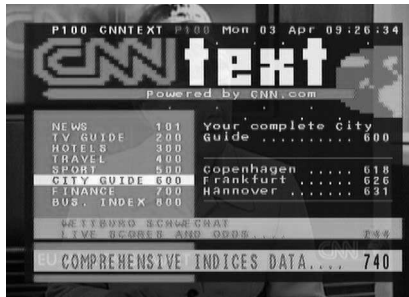 P100 CNNTEXT P100 Mon 03 Apr 09:26:34
CNN text
Powered by CNN.com
NEWS 101
TV GUIDE 200
HOTELS 300
TRAVEL 400
SPORT 500
CITY GUIDE 600
FINANCE 700
BUS. INDEX 800
Your complete City
Guide ......... 600
Copenhagen ..... 618
Frankfurt ...... 626
Hannover ....... 631
LIVE SCORES AND ODDS.... 744
COMPREHENSIVE INDICES DATA.... 740